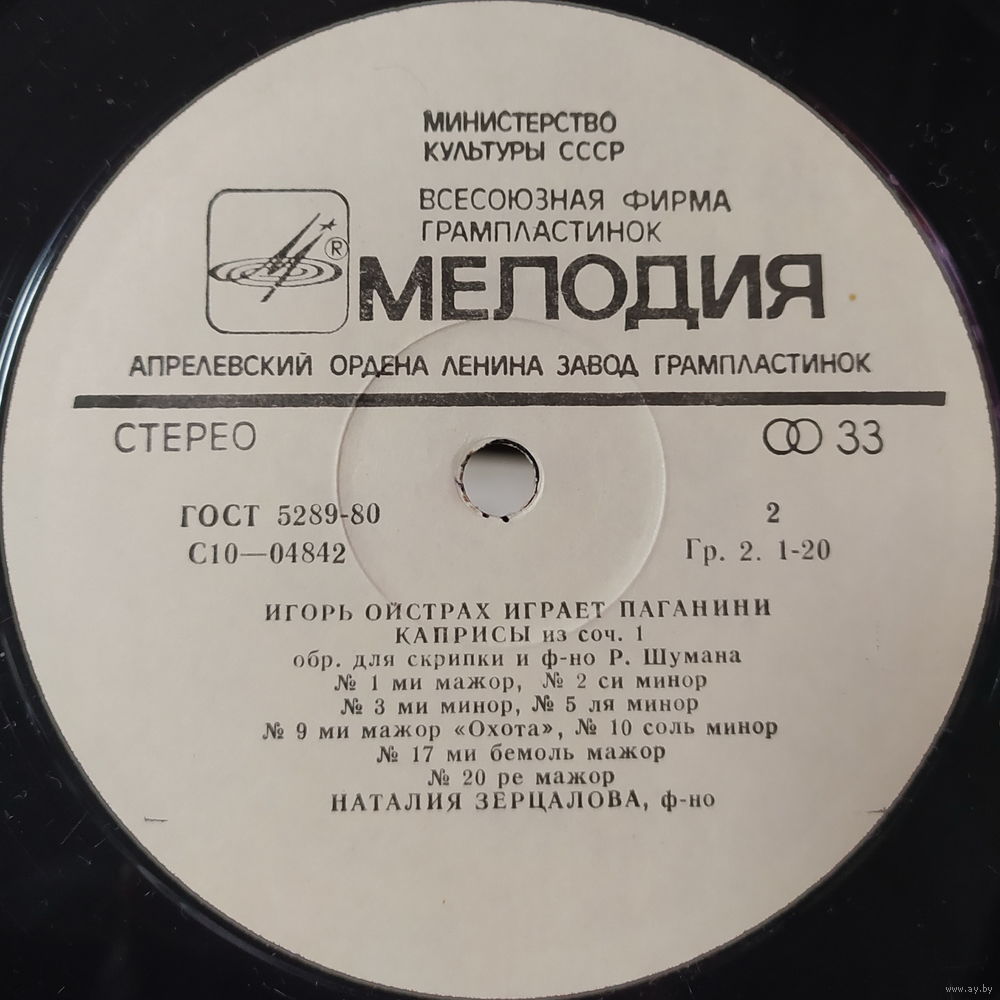 МИНИСТЕРСТВО
КУЛЬТУРЫ СССР
ВСЕСОЮЗНАЯ ФИРМА
ГРАМПЛАСТИНОК
®
МЕЛОДИЯ
АПРЕЛЕВСКИЙ ОРДЕНА ЛЕНИНА ЗАВОД ГРАМПЛАСТИНОК
СТЕРЕО 33
ГОСТ 5289-80 2
С10—04842 Гр. 2. 1-20
ИГОРЬ ОЙСТРАХ ИГРАЕТ ПАГАНИНИ
КАПРИСЫ из соч. 1
обр. для скрипки и ф-но Р. Шумана
№ 1 ми мажор, № 2 си минор
№ 3 ми минор, № 5 ля минор
№ 9 ми мажор «Охота», № 10 соль минор
№ 17 ми бемоль мажор
№ 20 ре мажор
НАТАЛИЯ ЗЕРЦАЛОВА, ф-но
www.ay.by